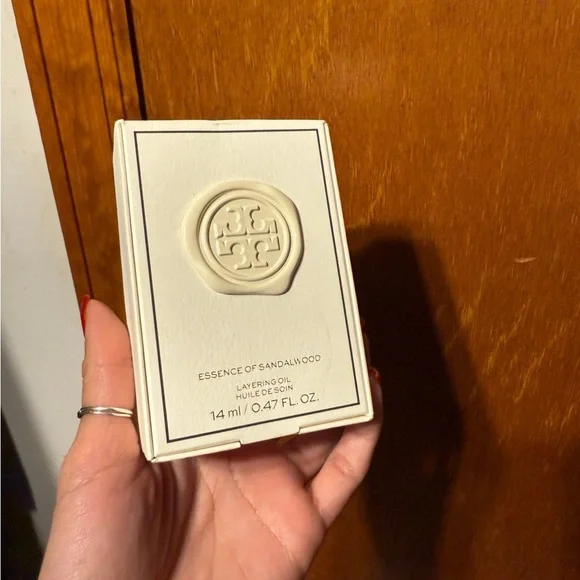 ESSENCE OF SANDALWOOD
LAYERING OIL
HUILE DE SOIN
14 ml / 0.47 FL. OZ.